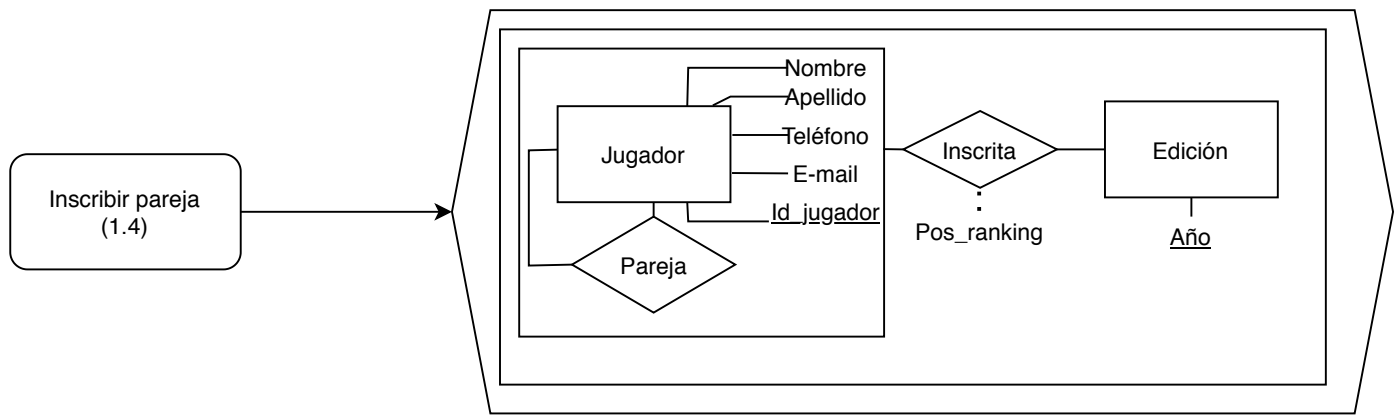 Inscribir pareja
(1.4)
Jugador
Nombre
Apellido
Teléfono
E-mail
Id_jugador
Pareja
Inscrita
Pos_ranking
Edición
Año